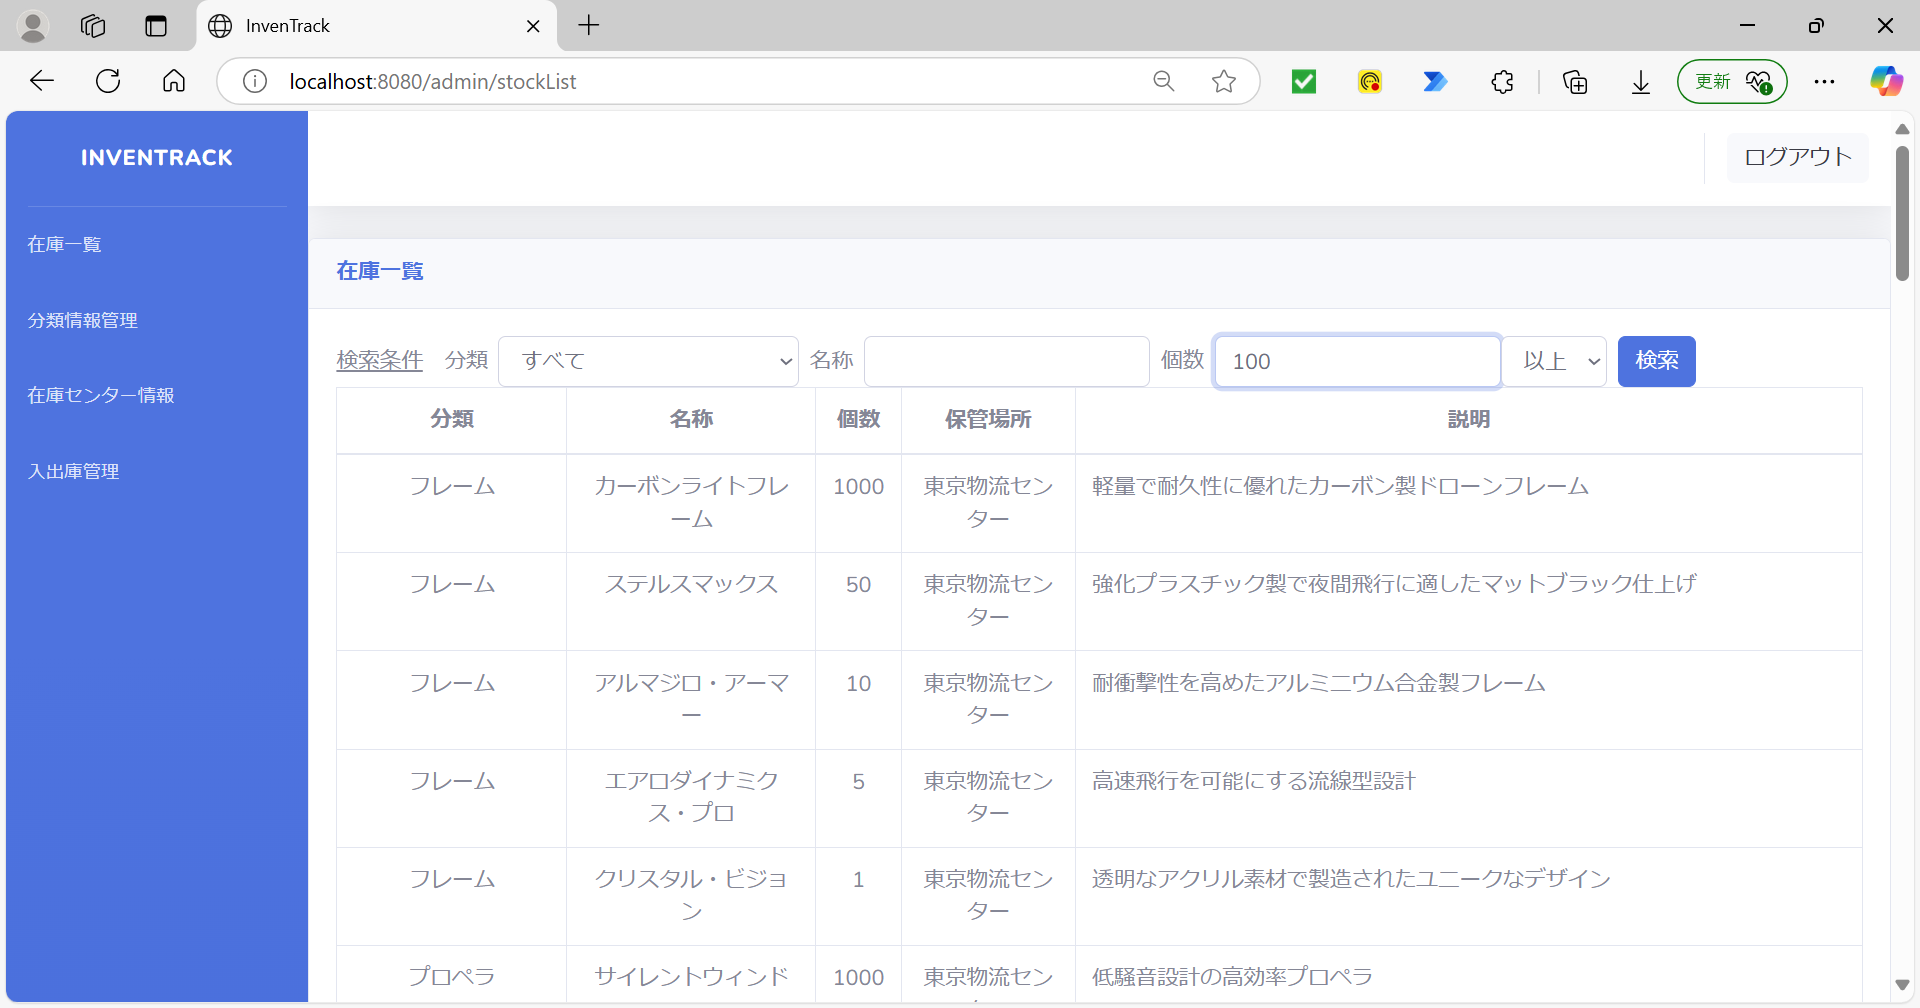 InvenTrack
localhost:8080/admin/stockList
更新
INVENTRACK
ログアウト
在庫一覧
分類情報管理
在庫センター情報
入出庫管理
在庫一覧
検索条件 分類 すべて 名称 個数 100 以上 検索
分類 名称 個数 保管場所 説明
フレーム カーボンライトフレ 1000 東京物流セン 軽量で耐久性に優れたカーボン製ドローンフレーム
ーム ター
フレーム ステルスマックス 50 東京物流セン 強化プラスチック製で夜間飛行に適したマットブラック仕上げ
ター
フレーム アルマジロ・アーマ 10 東京物流セン 耐衝撃性を高めたアルミニウム合金製フレーム
ー ター
フレーム エアロダイナミク 5 東京物流セン 高速飛行を可能にする流線型設計
ス・プロ ター
フレーム クリスタル・ビジョ 1 東京物流セン 透明なアクリル素材で製造されたユニークなデザイン
ン ター
プロペラ サイレントウィンド 1000 東京物流セン 低騒音設計の高効率プロペラ